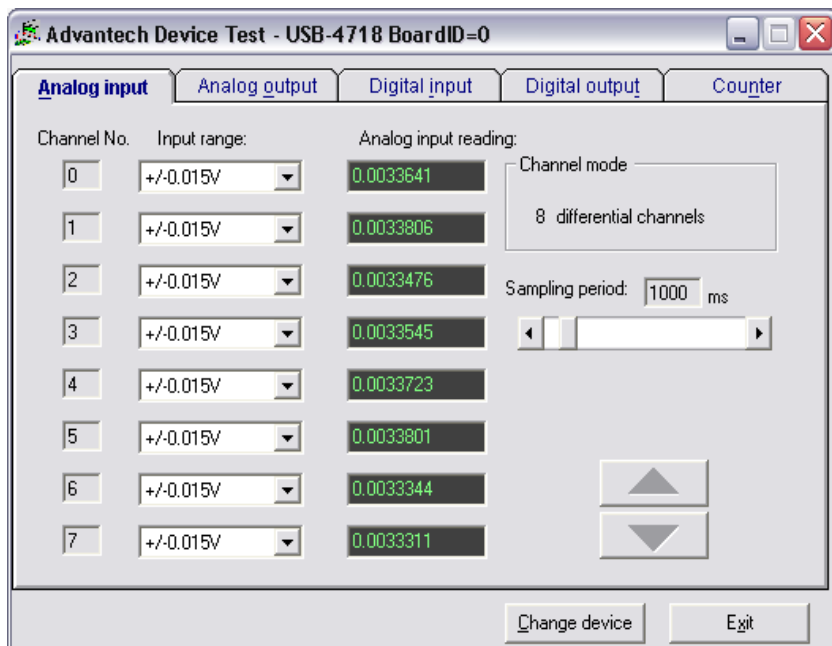 Advantech Device Test - USB-4718 BoardID=0
Analog input Analog output Digital input Digital output Counter
Channel No. Input range: Analog input reading:
Channel mode
8 differential channels
0 +/-0.015V 0.0033641
1 +/-0.015V 0.0033806
2 +/-0.015V 0.0033476
Sampling period: 1000 ms
3 +/-0.015V 0.0033545
4 +/-0.015V 0.0033723
5 +/-0.015V 0.0033801
6 +/-0.015V 0.0033344
7 +/-0.015V 0.0033311
Change device Exit